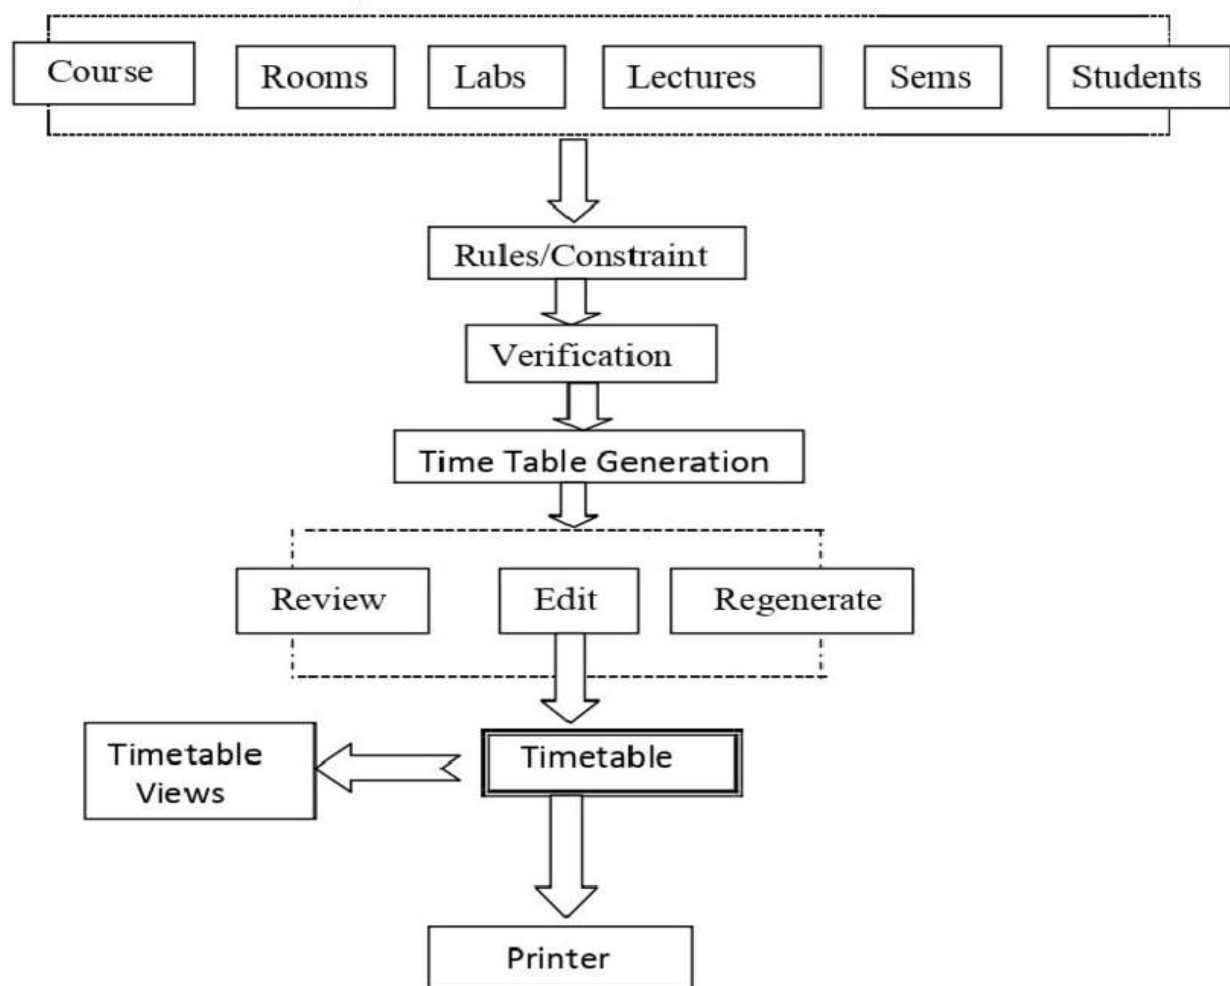 Course Rooms Labs Lectures Sems Students
Rules/Constraint
Verification
Time Table Generation
Review Edit Regenerate
Timetable
Views
Timetable
Printer